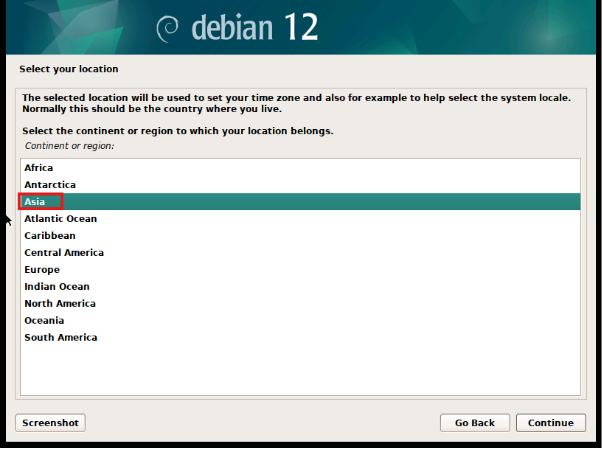 debian 12
Select your location
The selected location will be used to set your time zone and also for example to help select the system locale.
Normally this should be the country where you live.
Select the continent or region to which your location belongs.
Continent or region:
Africa
Antarctica
Asia
Atlantic Ocean
Caribbean
Central America
Europe
Indian Ocean
North America
Oceania
South America
Screenshot
Go Back
Continue